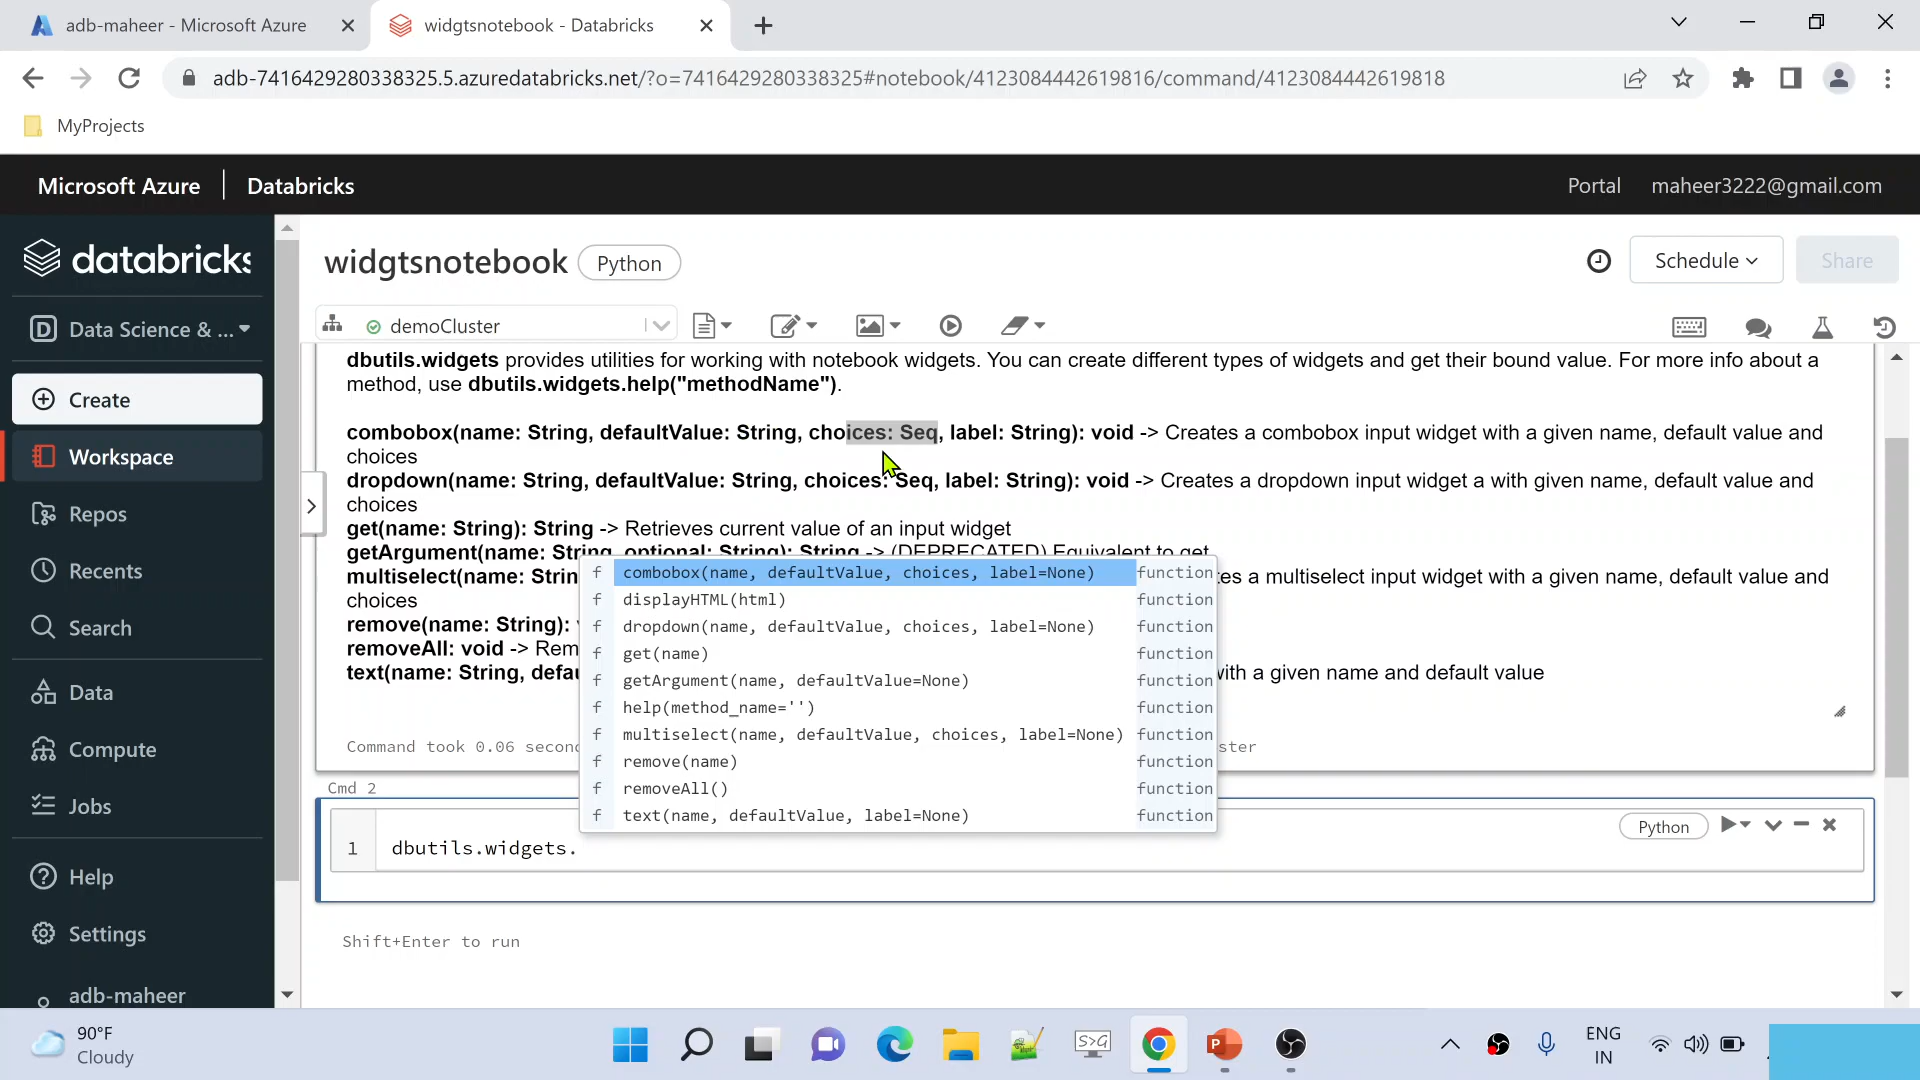 adb-maheer - Microsoft Azure
widgtsnotebook - Databricks
adb-7416429280338325.5.azuredatabricks.net/?o=7416429280338325#notebook/4123084442619816/command/4123084442619818
MyProjects
Microsoft Azure
Databricks
Portal
maheer3222@gmail.com
databricks
Data Science & ...
Create
Workspace
Repos
Recents
Search
Data
Compute
Jobs
Help
Settings
adb-maheer
widgtsnotebook
Python
Schedule
Share
demoCluster
dbutils.widgets provides utilities for working with notebook widgets. You can create different types of widgets and get their bound value. For more info about a
method, use dbutils.widgets.help("methodName").
combobox(name: String, defaultValue: String, choices: Seq, label: String): void -> Creates a combobox input widget with a given name, default value and
choices
dropdown(name: String, defaultValue: String, choices: Seq, label: String): void -> Creates a dropdown input widget a with given name, default value and
choices
get(name: String): String -> Retrieves current value of an input widget
getArgument(name: String, optional: String): String -> (DEPRECATED) Equivalent to get
multiselect(name: Strin es a multiselect input widget with a given name, default value and
choices
remove(name: String):
removeAll: void -> Rem
text(name: String, defau with a given name and default value
Command took 0.06 second ster
combobox(name, defaultValue, choices, label=None) function
f displayHTML(html) function
f dropdown(name, defaultValue, choices, label=None) function
f get(name) function
f getArgument(name, defaultValue=None) function
f help(method_name='') function
f multiselect(name, defaultValue, choices, label=None) function
f remove(name) function
f removeAll() function
f text(name, defaultValue, label=None) function
Cmd 2
Python
1 dbutils.widgets.
Shift+Enter to run
90°F
Cloudy
S>G
P
ENG
IN